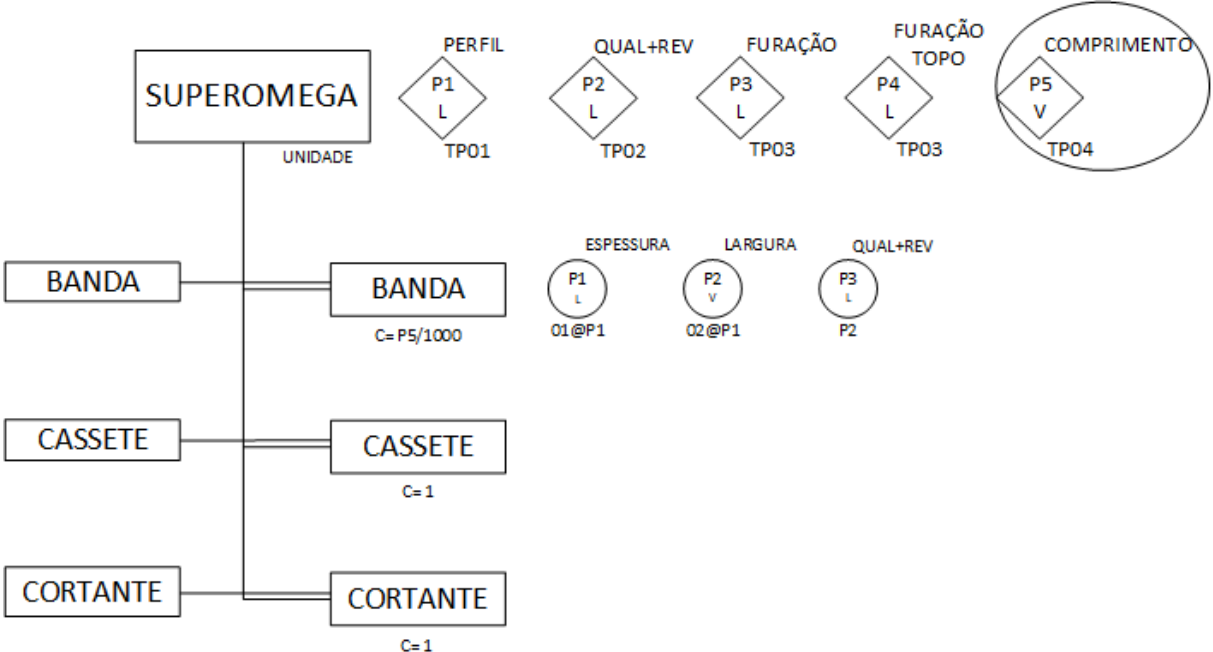 PERFIL
QUAL+REV
FURAÇÃO
FURAÇÃO
TOPO
COMPRIMENTO
SUPEROMEGA
P1
L
P2
L
P3
L
P4
L
P5
V
UNIDADE
TP01
TP02
TP03
TP03
TP04
ESPESSURA
LARGURA
QUAL+REV
BANDA
BANDA
P1
L
P2
V
P3
L
C=P5/1000
01@P1
02@P1
P2
CASSETE
CASSETE
C=1
CORTANTE
CORTANTE
C=1